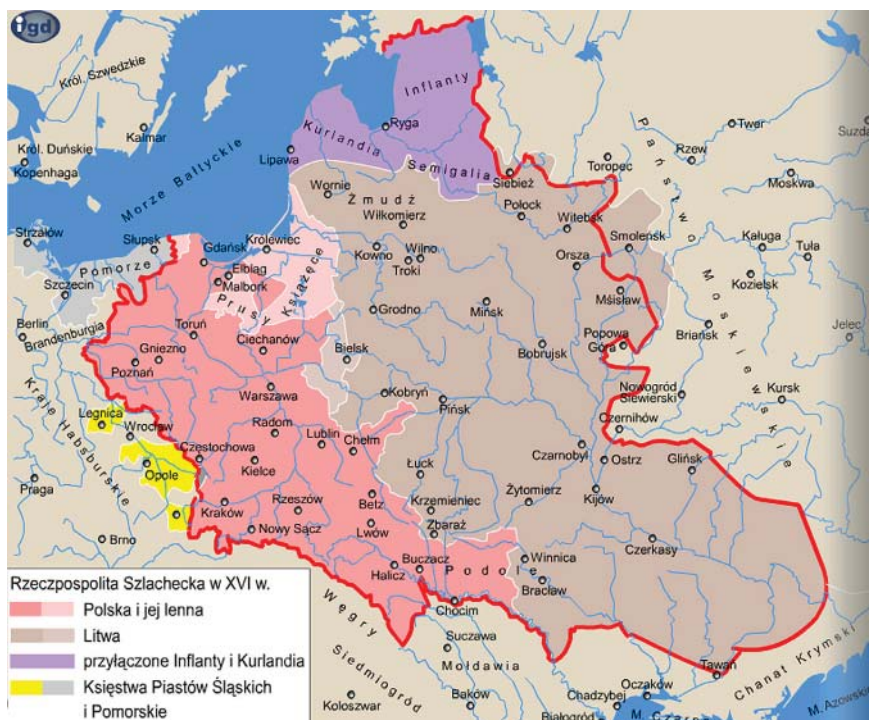 igd
Król. Szwedzkie
Kalmar
Król. Duńskie
Kopenhaga
Morze Bałtyckie
Inflanty
Ryga
Kurlandia
Semigalia
Lipawa
Państwo
Moskiewskie
Twer
Suzda
Rzew
Toropec
Moskwa
Siebież
Wornie
Żmudź
Wiłkomierz
Połock
Witebsk
Smoleńsk
Kaługa
Tuła
Kozielsk
Strzałów
Słupsk
Pomorze
Szczecin
Gdańsk
Królewiec
Elbląg
Malbork
Prusy
Książęce
Kowno
Wilno
Troki
Orsza
Mśisław
Grodno
Mińsk
Berlin
Brandenburgia
Toruń
Ciechanów
Bielsk
Bobrujsk
Popowa
Góra
Briańsk
Jelec
Gniezno
Poznań
Warszawa
Kobryń
Pińsk
Nowogród
Siewierski
Kursk
Kraje Habsburskie
Legnica
Wrocław
Radom
Lublin
Chełm
Czernihów
Częstochowa
Kielce
Łuck
Czarnobyl
Ostrz
Glińsk
Opole
Praga
Kraków
Rzeszów
Bełz
Krzemieniec
Żytomierz
Kijów
Brno
Nowy Sącz
Lwów
Zbaraż
Czerkasy
Buczacz
Podole
Winnica
Halicz
Bracław
Chocim
Węgry
Suczawa
Mołdawia
Siedmiogród
Koloszwar
Baków
Tawań
Oczaków
Chanat Krymski
Chadzybej
Białogród
M. Czarn
M. Azowski
Rzeczpospolita Szlachecka w XVI w.
Polska i jej lenna
Litwa
przyłączone Inflanty i Kurlandia
Księstwa Piastów Śląskich
i Pomorskie